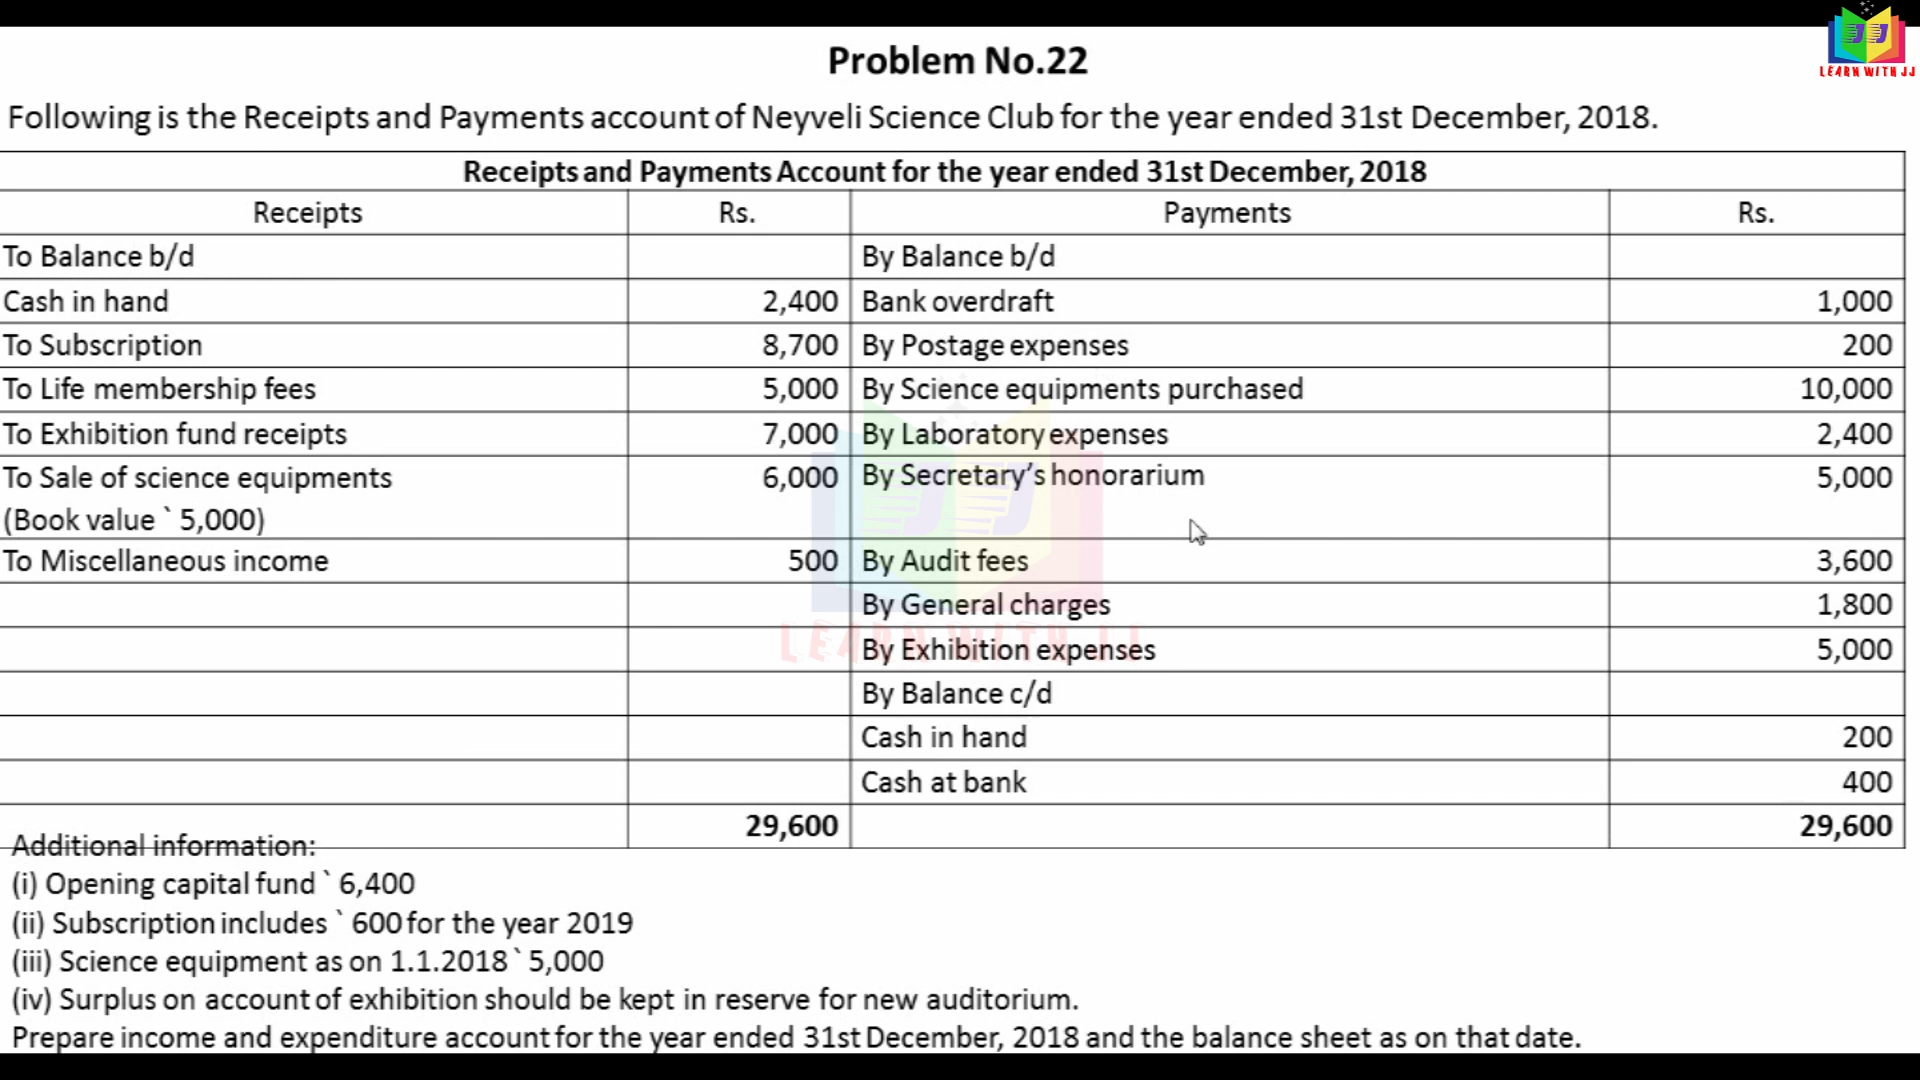 LEARN WITH JJ
Problem No.22
Following is the Receipts and Payments account of Neyveli Science Club for the year ended 31st December, 2018.
Receipts and Payments Account for the year ended 31st December, 2018
Receipts Rs. Payments Rs.
To Balance b/d By Balance b/d
Cash in hand 2,400 Bank overdraft 1,000
To Subscription 8,700 By Postage expenses 200
To Life membership fees 5,000 By Science equipments purchased 10,000
To Exhibition fund receipts 7,000 By Laboratory expenses 2,400
To Sale of science equipments 6,000 By Secretary's honorarium 5,000
(Book value ` 5,000)
To Miscellaneous income 500 By Audit fees 3,600
By General charges 1,800
LEARN WITH JJ
By Exhibition expenses 5,000
By Balance c/d
Cash in hand 200
Cash at bank 400
29,600 29,600
Additional information:
(i) Opening capital fund ` 6,400
(ii) Subscription includes ` 600 for the year 2019
(iii) Science equipment as on 1.1.2018 ` 5,000
(iv) Surplus on account of exhibition should be kept in reserve for new auditorium.
Prepare income and expenditure account for the year ended 31st December, 2018 and the balance sheet as on that date.